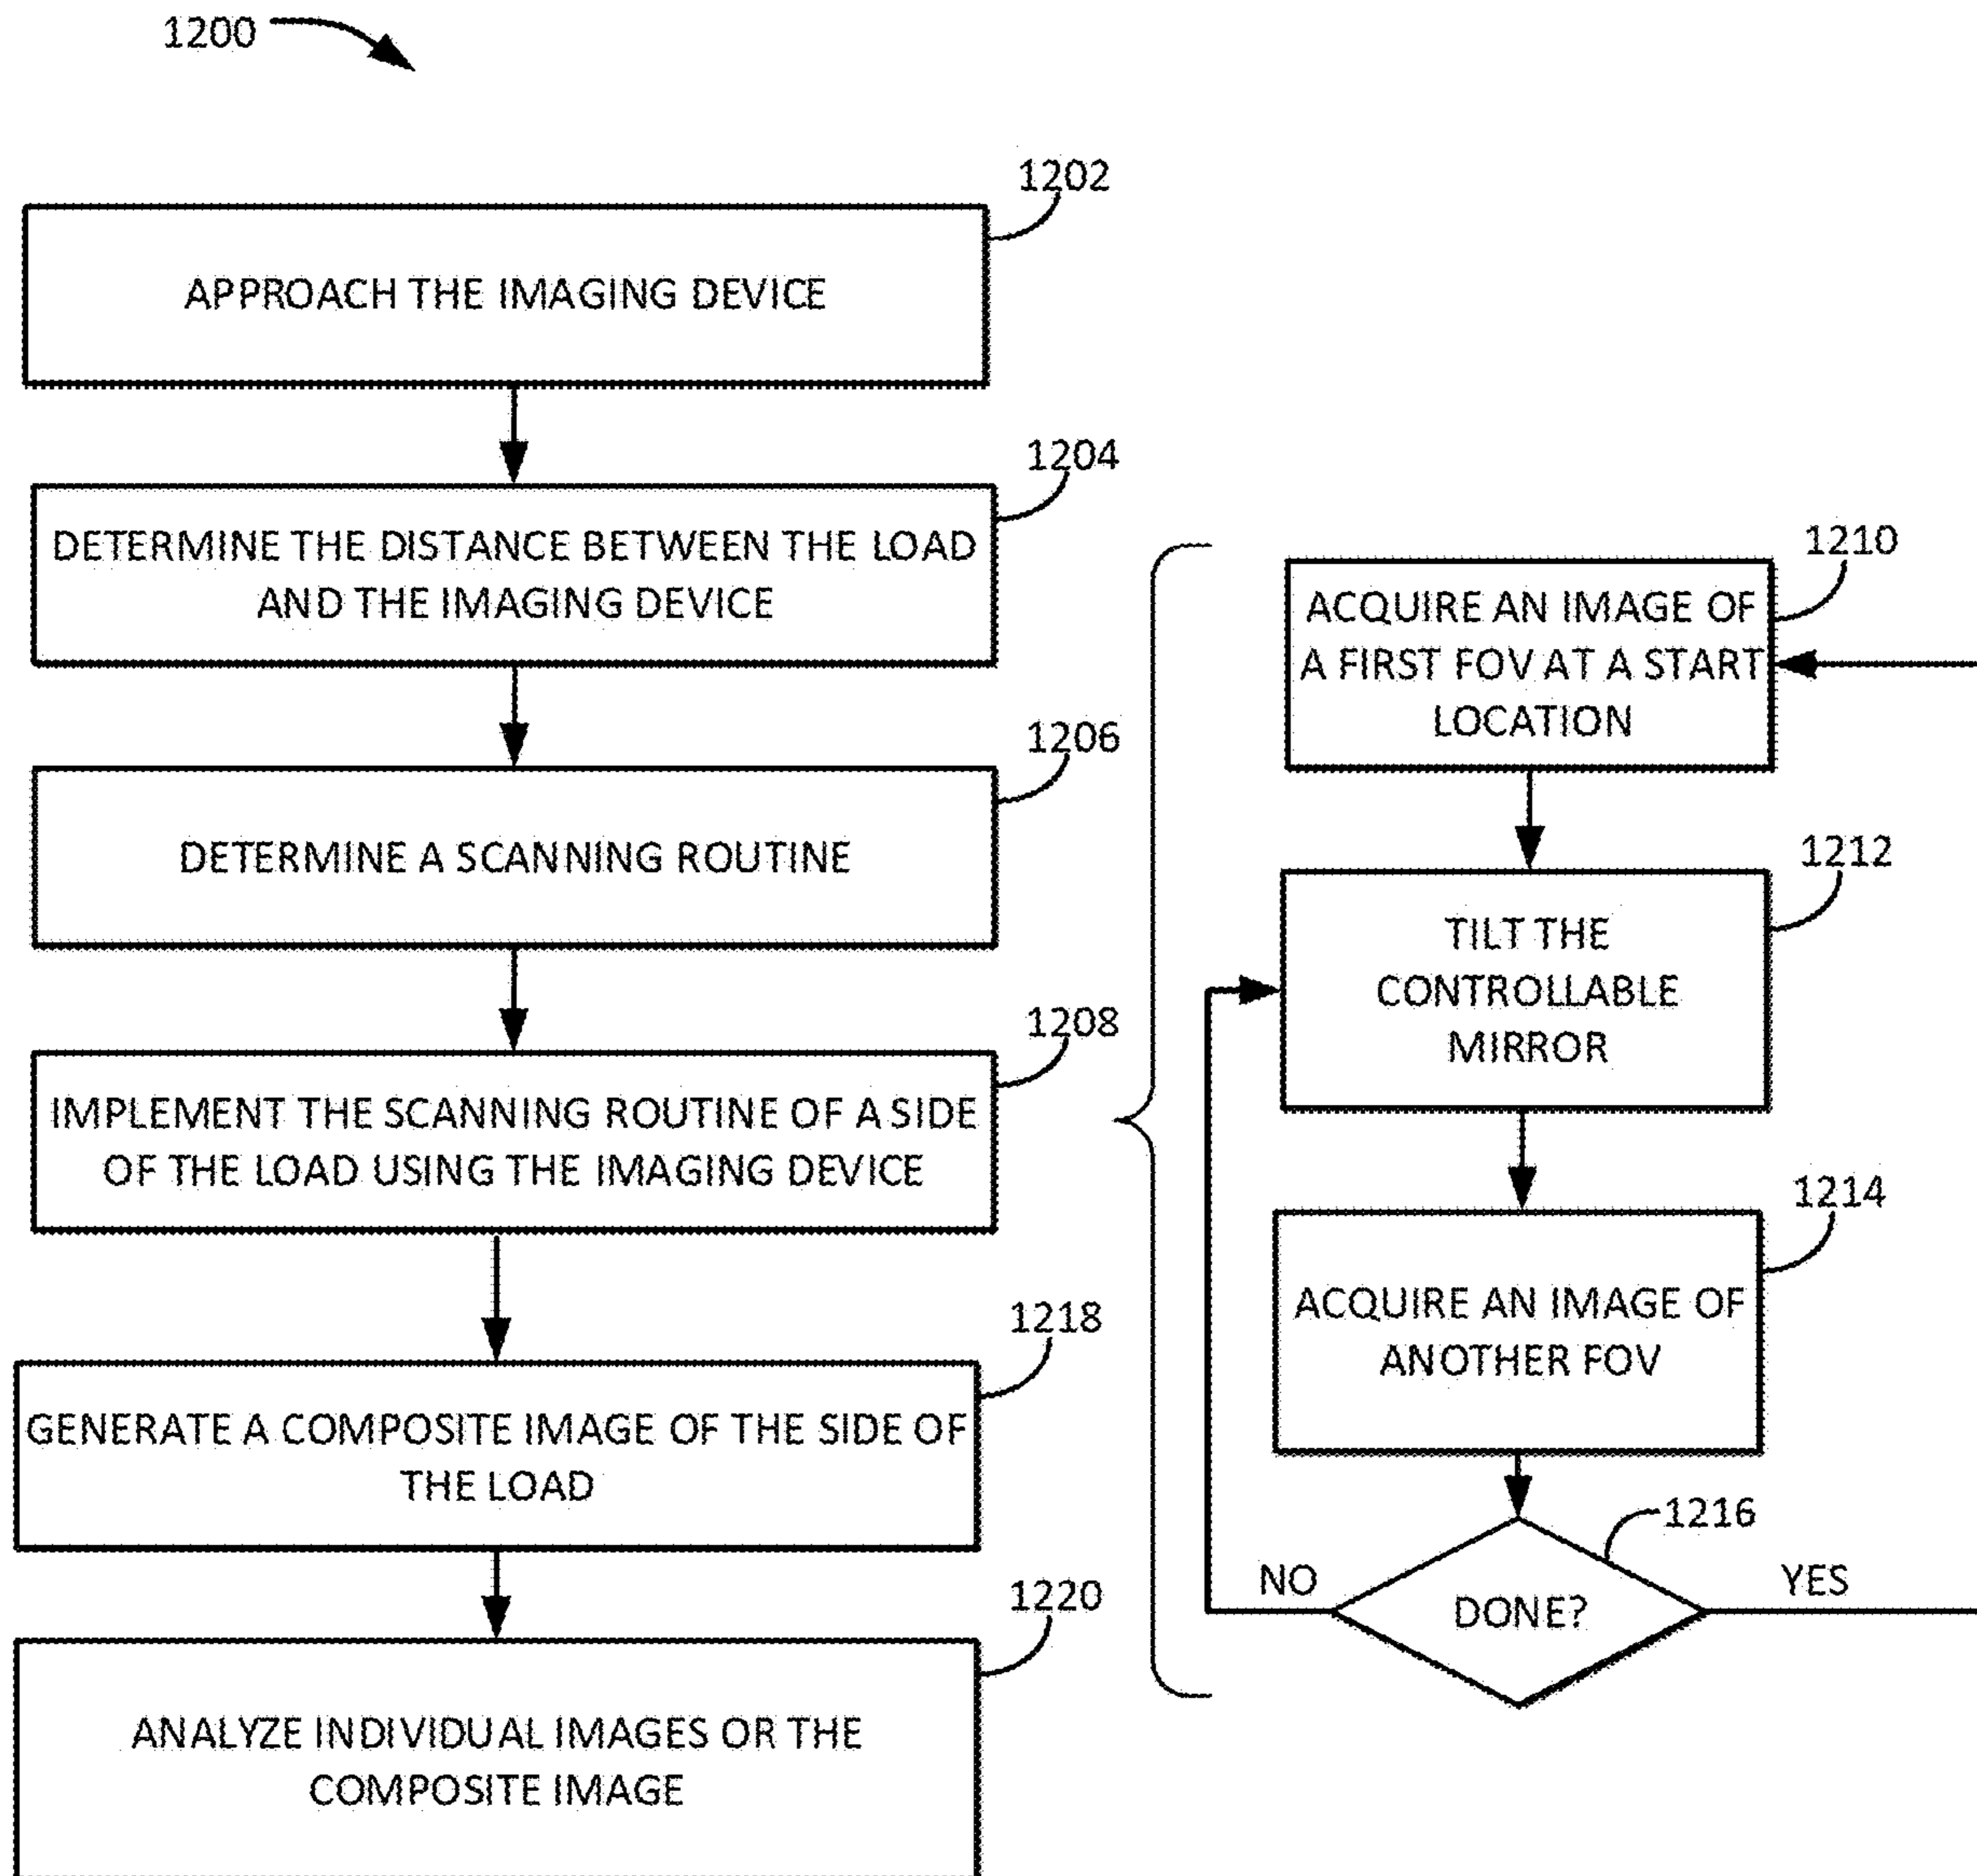 1200
1202
APPROACH THE IMAGING DEVICE
1204
DETERMINE THE DISTANCE BETWEEN THE LOAD
AND THE IMAGING DEVICE
1206
DETERMINE A SCANNING ROUTINE
1208
IMPLEMENT THE SCANNING ROUTINE OF A SIDE
OF THE LOAD USING THE IMAGING DEVICE
1218
GENERATE A COMPOSITE IMAGE OF THE SIDE OF
THE LOAD
1220
ANALYZE INDIVIDUAL IMAGES OR THE
COMPOSITE IMAGE
1210
ACQUIRE AN IMAGE OF
A FIRST FOV AT A START
LOCATION
1212
TILT THE
CONTROLLABLE
MIRROR
1214
ACQUIRE AN IMAGE OF
ANOTHER FOV
1216
NO
DONE?
YES